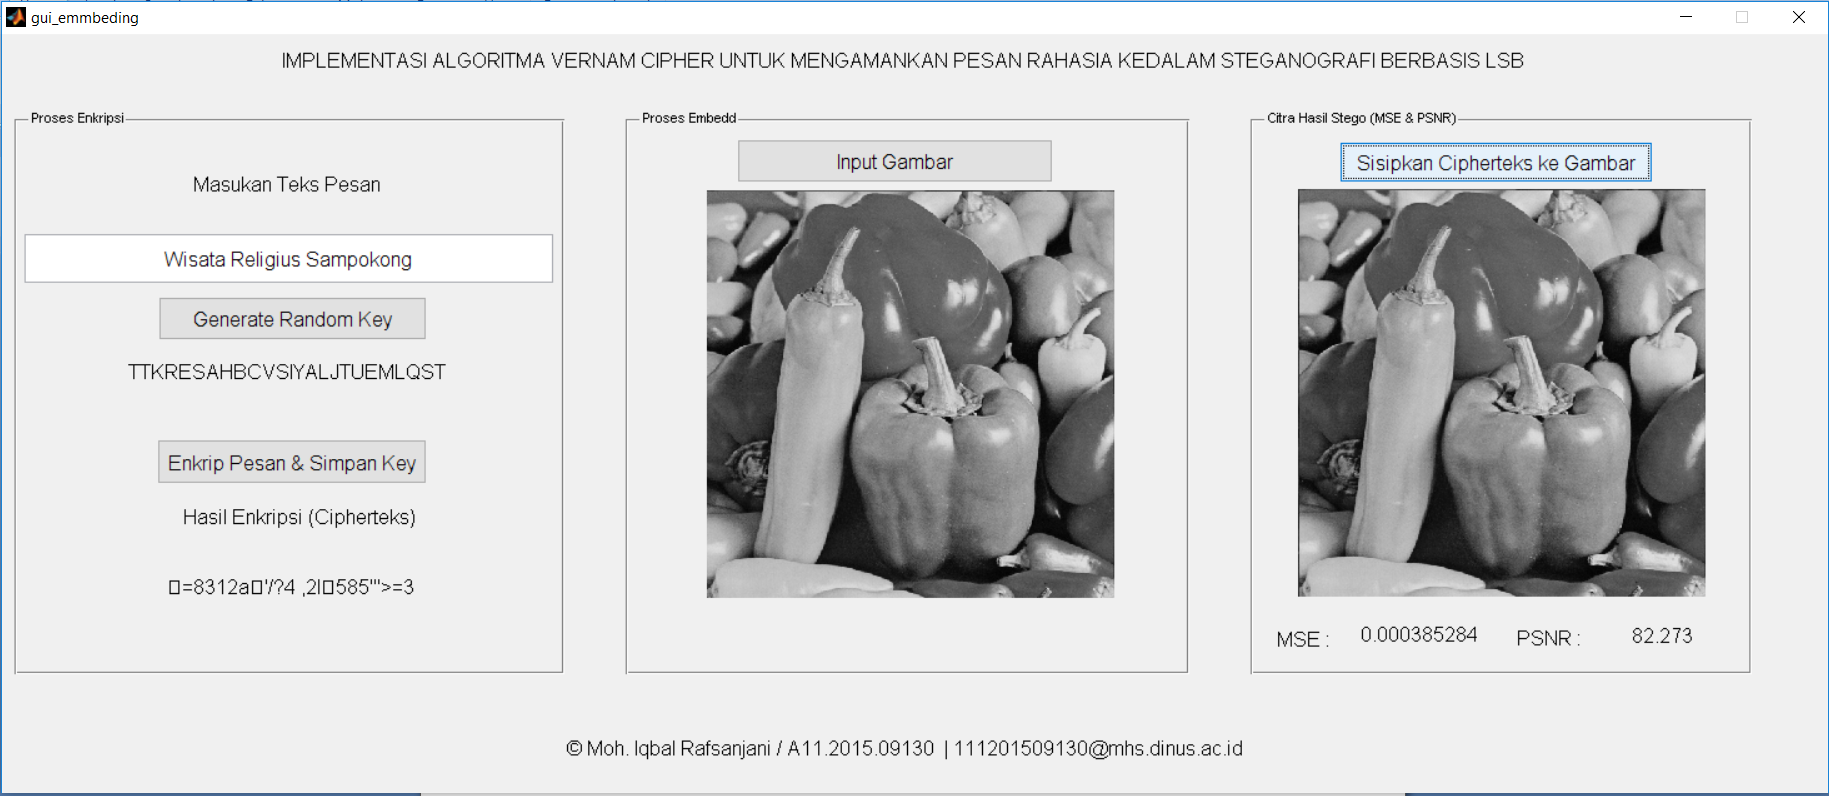 gui_emmbeding
IMPLEMENTASI ALGORITMA VERNAM CIPHER UNTUK MENGAMANKAN PESAN RAHASIA KEDALAM STEGANOGRAFI BERBASIS LSB
Proses Enkripsi
Masukan Teks Pesan
Wisata Religius Sampokong
Generate Random Key
TTKRESAHBCVSIYALJTUEMLQST
Enkrip Pesan & Simpan Key
Hasil Enkripsi (Cipherteks)
▯=8312a▯'/?4 ,2l▯585'">=3
Proses Embedd
Input Gambar
Citra Hasil Stego (MSE & PSNR)
Sisipkan Cipherteks ke Gambar
MSE : 0.000385284 PSNR : 82.273
© Moh. Iqbal Rafsanjani / A11.2015.09130 | 111201509130@mhs.dinus.ac.id